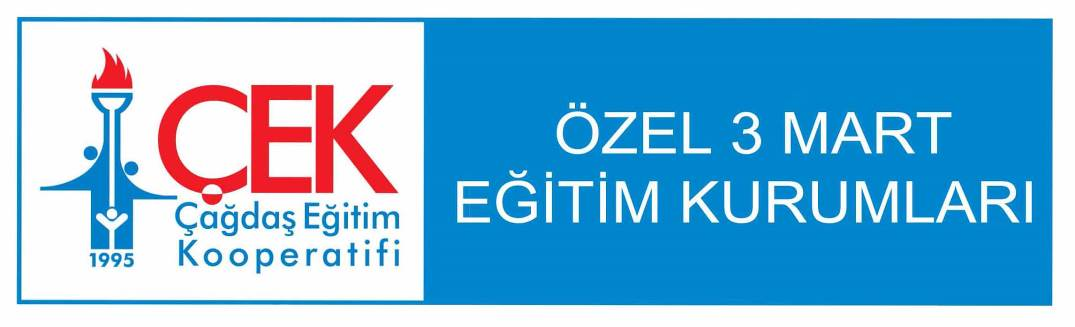 ÇEK
Çağdaş Eğitim
Kooperatifi
1995
ÖZEL 3 MART
EĞİTİM KURUMLARI